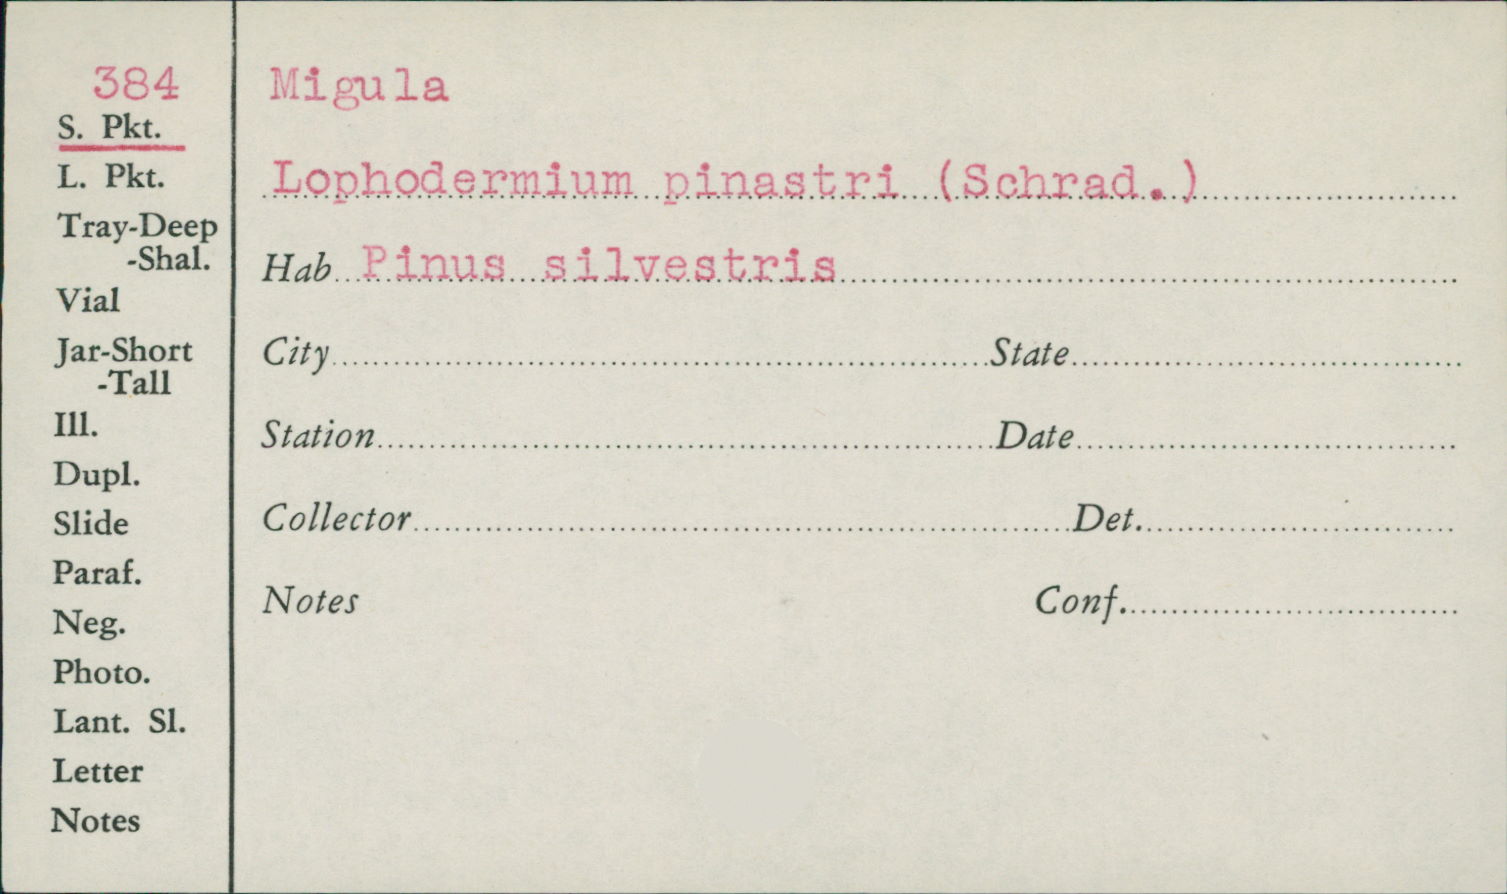 384
S. Pkt.
L. Pkt.
Tray-Deep
-Shal.
Vial
Jar-Short
-Tall
Ill.
Dupl.
Slide
Paraf.
Neg.
Photo.
Lant. Sl.
Letter
Notes
Migula
Lophodermium pinastri (Schrad.)
Hab Pinus silvestris
City State
Station Date
Collector Det.
Notes Conf.